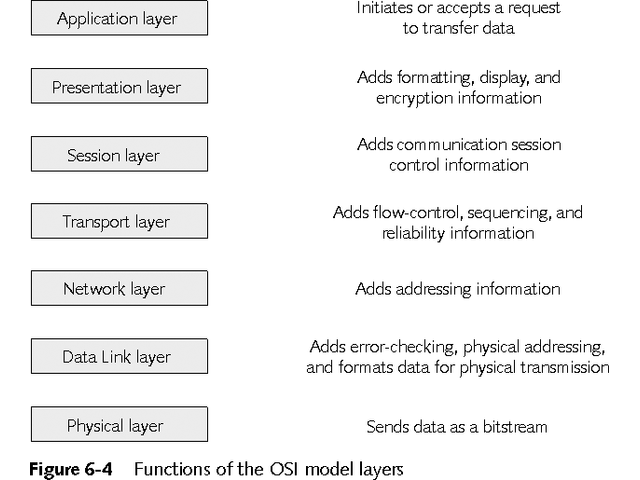 Application layer
Initiates or accepts a request
to transfer data
Presentation layer
Adds formatting, display, and
encryption information
Session layer
Adds communication session
control information
Transport layer
Adds flow-control, sequencing, and
reliability information
Network layer
Adds addressing information
Data Link layer
Adds error-checking, physical addressing,
and formats data for physical transmission
Physical layer
Sends data as a bitstream
Figure 6-4 Functions of the OSI model layers